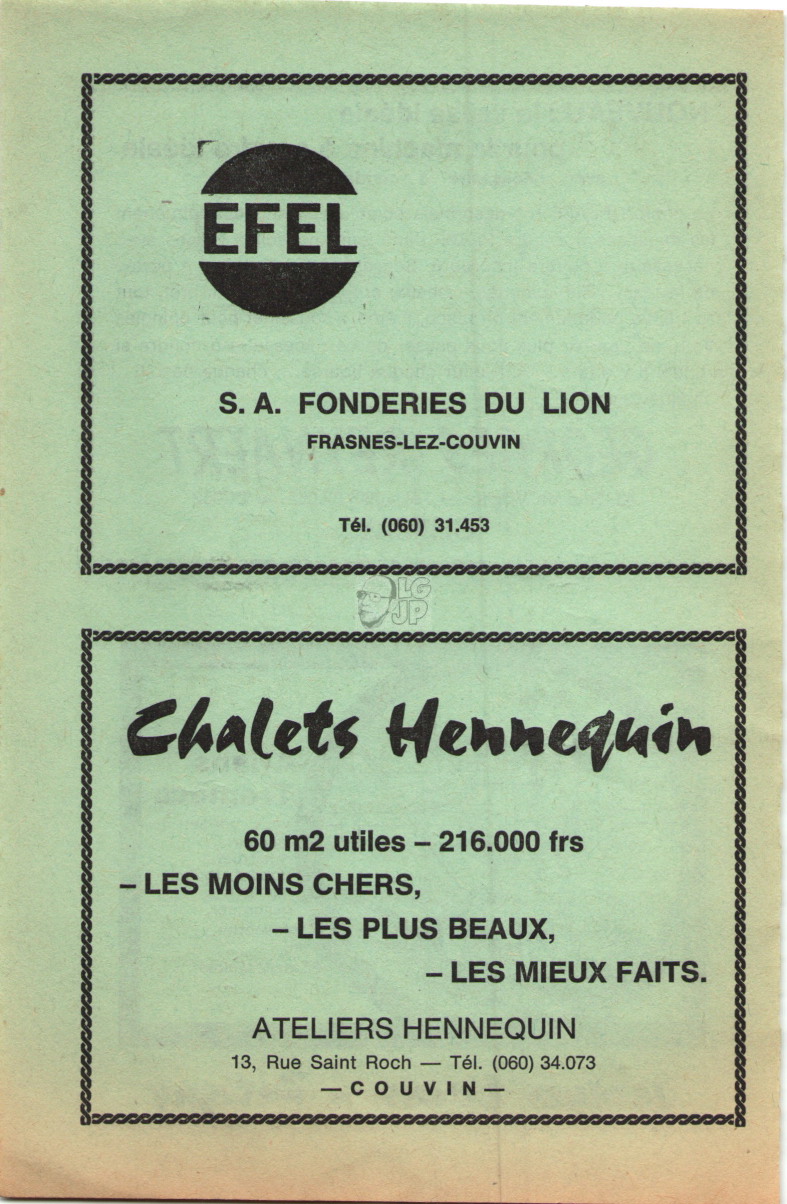 EFEL
S. A. FONDERIES DU LION
FRASNES-LEZ-COUVIN
Tél. (060) 31.453
LG
JP
Chalets Hennequin
60 m2 utiles – 216.000 frs
– LES MOINS CHERS,
– LES PLUS BEAUX,
– LES MIEUX FAITS.
ATELIERS HENNEQUIN
13, Rue Saint Roch — Tél. (060) 34.073
— COUVIN —